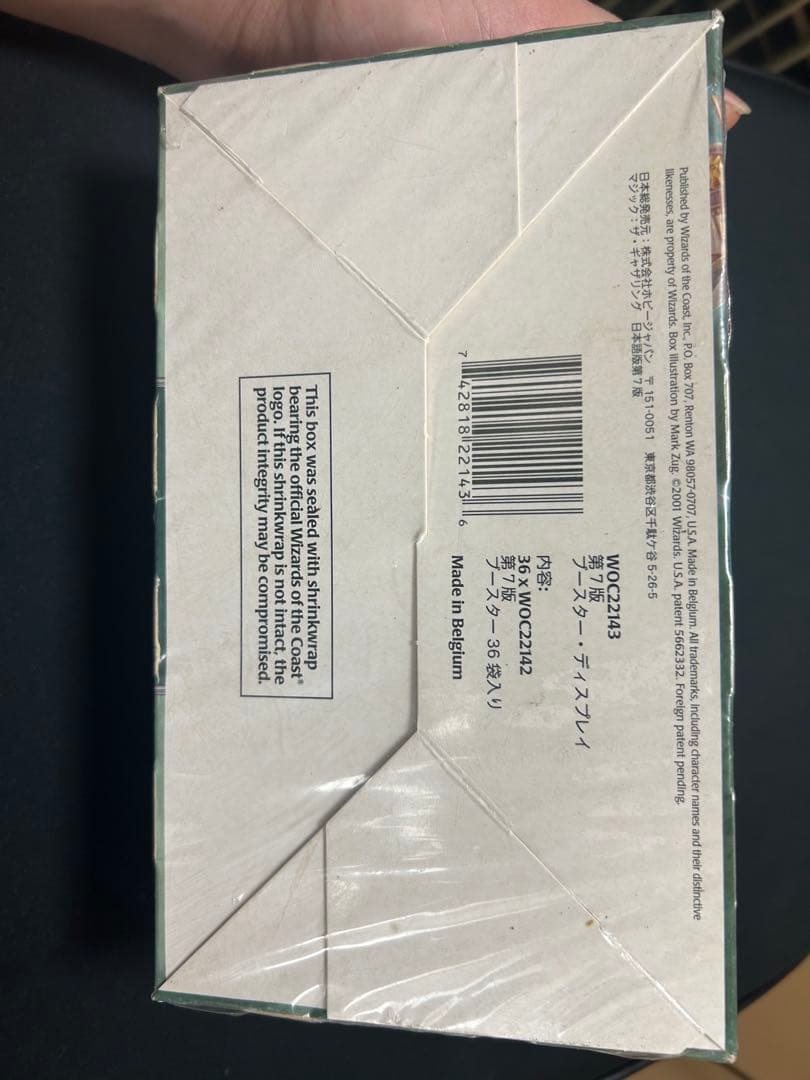 Published by Wizards of the Coast, Inc., P.O. Box 707, Renton WA 98057-0707, U.S.A. Made in Belgium. All trademarks, including character names and their distinctive
likenesses, are property of Wizards. Box illustration by Mark Zug. ©2001 Wizards. U.S.A. patent 5662332. Foreign patent pending.
日本総発売元：株式会社ホビージャパン 〒151-0051 東京都渋谷区千駄ケ谷 5-26-5
マジック：ザ・ギャザリング 日本語版第7版
WOC22143
第7版
ブースター・ディスプレイ
内容:
36 x WOC22142
第7版
ブースター 36 袋入り
Made in Belgium
7 42818 22143 6
This box was sealed with shrinkwrap
bearing the official Wizards of the Coast®
logo. If this shrinkwrap is not intact, the
product integrity may be compromised.